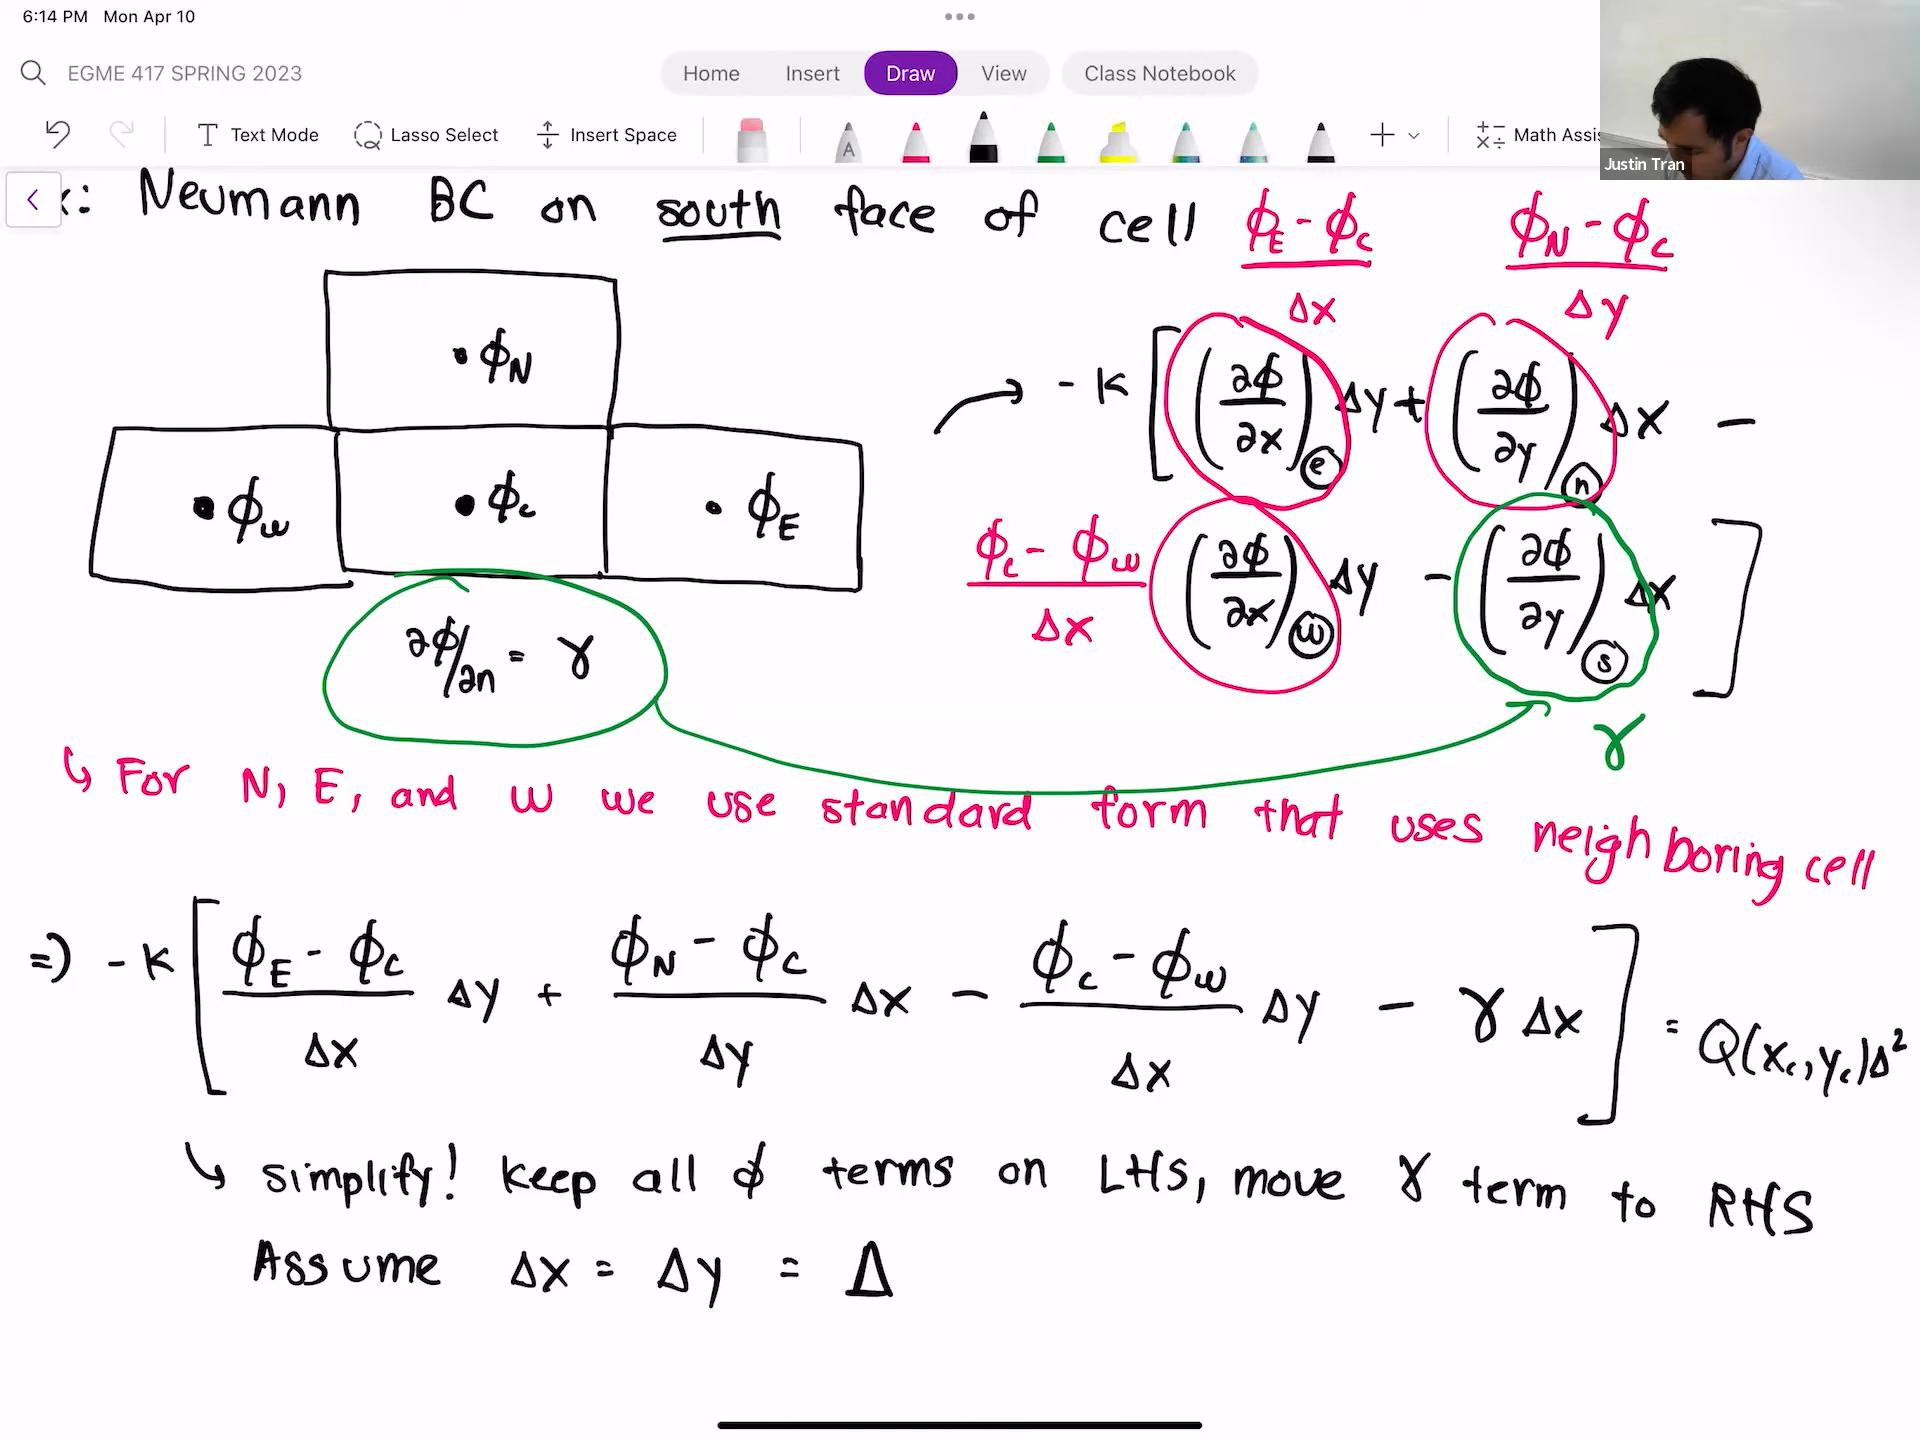 6:14 PM Mon Apr 10
EGME 417 SPRING 2023
Home Insert Draw View Class Notebook
Text Mode Lasso Select Insert Space A Math Assis
Justin Tran
x: Neumann BC on south face of cell
ϕE - ϕc / Δx
ϕN - ϕc / Δy
• ϕN
• ϕw • ϕc • ϕE
∂ϕ/∂n = γ
→ - K [ (∂ϕ/∂x)e Δy + (∂ϕ/∂y)n Δx -
ϕc - ϕw / Δx
(∂ϕ/∂x)w Δy - (∂ϕ/∂y)s Δx ]
γ
↳ For N, E, and W we use standard form that uses neighboring cell
=) - K [ ϕE - ϕc / Δx Δy + ϕN - ϕc / Δy Δx - ϕc - ϕw / Δx Δy - γ Δx ] = Q(xc, yc)Δ²
↳ simplify! keep all ϕ terms on LHS, move γ term to RHS
Assume Δx = Δy = Δ